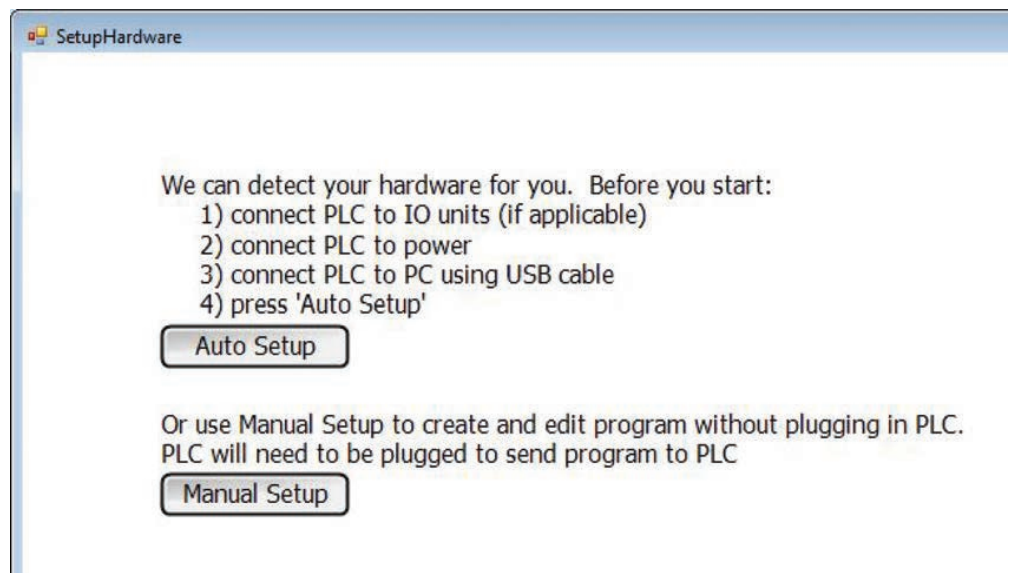 SetupHardware
We can detect your hardware for you.  Before you start:
1) connect PLC to IO units (if applicable)
2) connect PLC to power
3) connect PLC to PC using USB cable
4) press 'Auto Setup'
Auto Setup
Or use Manual Setup to create and edit program without plugging in PLC.
PLC will need to be plugged to send program to PLC
Manual Setup